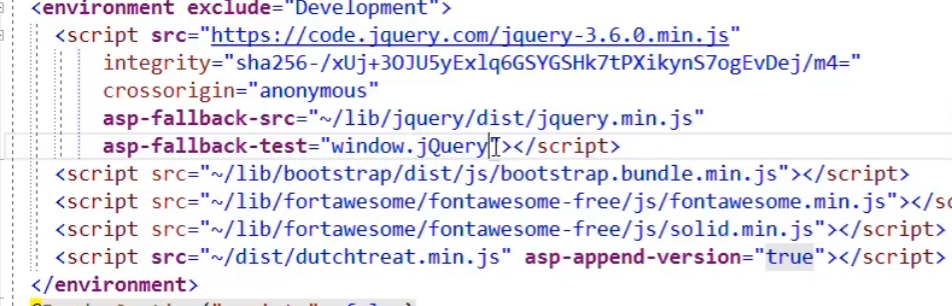 <environment exclude="Development">
<script src="https://code.jquery.com/jquery-3.6.0.min.js"
integrity="sha256-/xUj+3OJU5yExlq6GSYGSHk7tPXikynS7ogEvDej/m4="
crossorigin="anonymous"
asp-fallback-src="~/lib/jquery/dist/jquery.min.js"
asp-fallback-test="window.jQuery"></script>
<script src="~/lib/bootstrap/dist/js/bootstrap.bundle.min.js"></script>
<script src="~/lib/fortawesome/fontawesome-free/js/fontawesome.min.js"></s
<script src="~/lib/fortawesome/fontawesome-free/js/solid.min.js"></script>
<script src="~/dist/dutchtreat.min.js" asp-append-version="true"></script>
</environment>